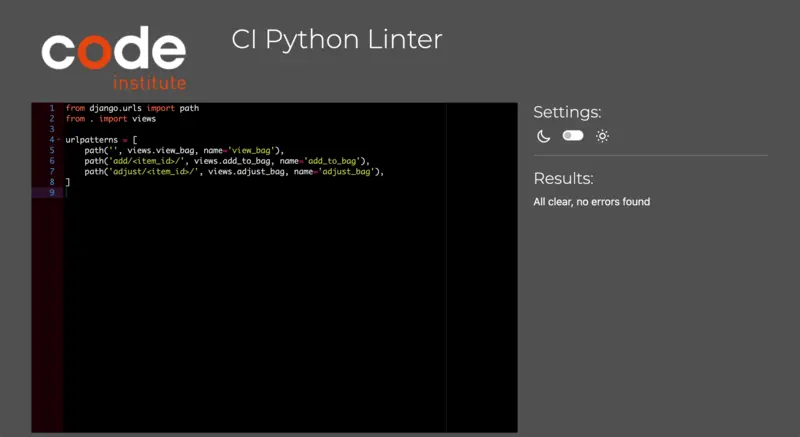 code
institute
CI Python Linter
1 from django.urls import path
2 from . import views
3
4 urlpatterns = [
5     path('', views.view_bag, name='view_bag'),
6     path('add/<item_id>/', views.add_to_bag, name='add_to_bag'),
7     path('adjust/<item_id>/', views.adjust_bag, name='adjust_bag'),
8 ]
9
Settings:
Results:
All clear, no errors found